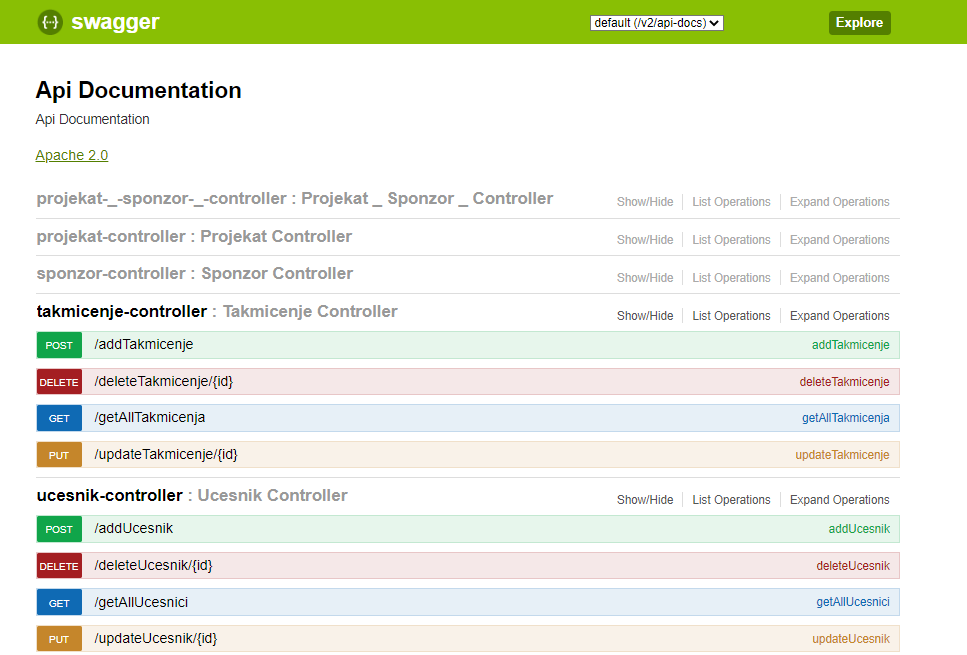 {···} swagger default (/v2/api-docs) Explore
Api Documentation
Api Documentation
Apache 2.0
projekat-_-sponzor-_-controller : Projekat _ Sponzor _ Controller Show/Hide List Operations Expand Operations
projekat-controller : Projekat Controller Show/Hide List Operations Expand Operations
sponzor-controller : Sponzor Controller Show/Hide List Operations Expand Operations
takmicenje-controller : Takmicenje Controller Show/Hide List Operations Expand Operations
POST /addTakmicenje addTakmicenje
DELETE /deleteTakmicenje/{id} deleteTakmicenje
GET /getAllTakmicenja getAllTakmicenja
PUT /updateTakmicenje/{id} updateTakmicenje
ucesnik-controller : Ucesnik Controller Show/Hide List Operations Expand Operations
POST /addUcesnik addUcesnik
DELETE /deleteUcesnik/{id} deleteUcesnik
GET /getAllUcesnici getAllUcesnici
PUT /updateUcesnik/{id} updateUcesnik